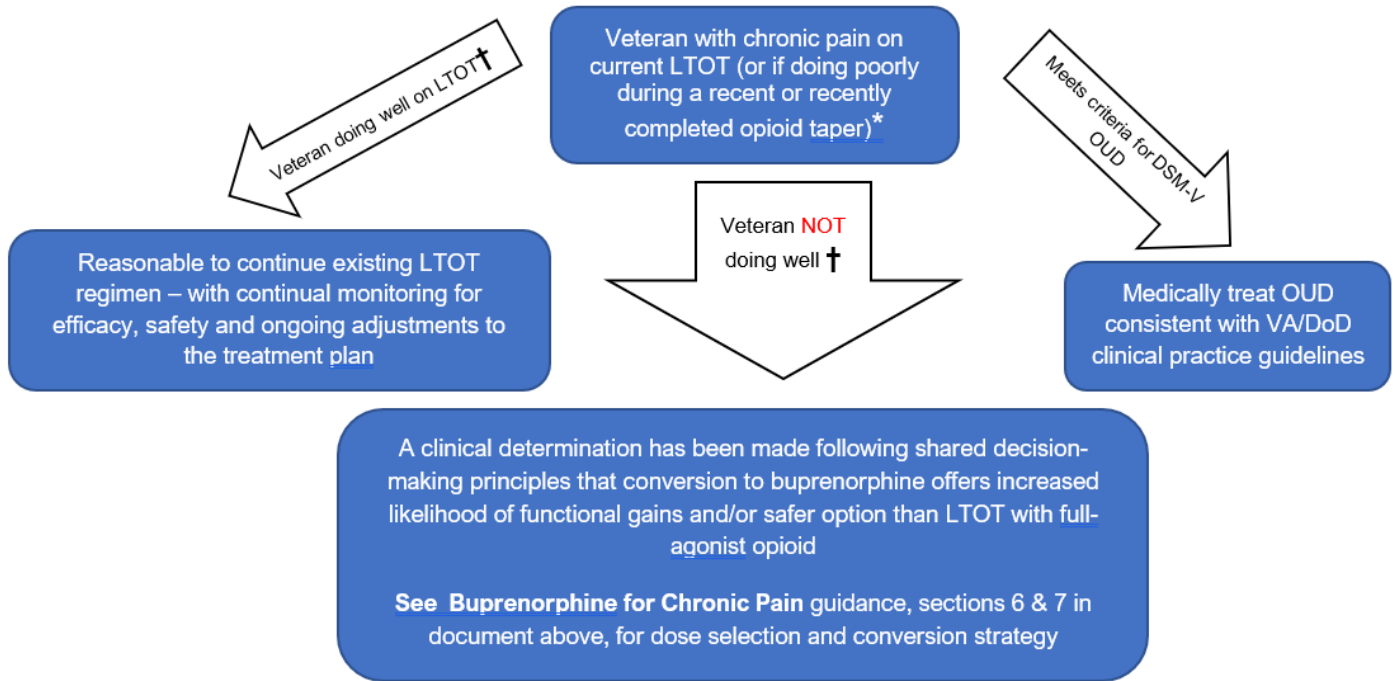 Veteran with chronic pain on
current LTOT (or if doing poorly
during a recent or recently
completed opioid taper)*
Veteran doing well on LTOT†
Veteran NOT
doing well †
Meets criteria for DSM-V
OUD
Reasonable to continue existing LTOT
regimen – with continual monitoring for
efficacy, safety and ongoing adjustments to
the treatment plan
Medically treat OUD
consistent with VA/DoD
clinical practice guidelines
A clinical determination has been made following shared decision-
making principles that conversion to buprenorphine offers increased
likelihood of functional gains and/or safer option than LTOT with full-
agonist opioid
See Buprenorphine for Chronic Pain guidance, sections 6 & 7 in
document above, for dose selection and conversion strategy